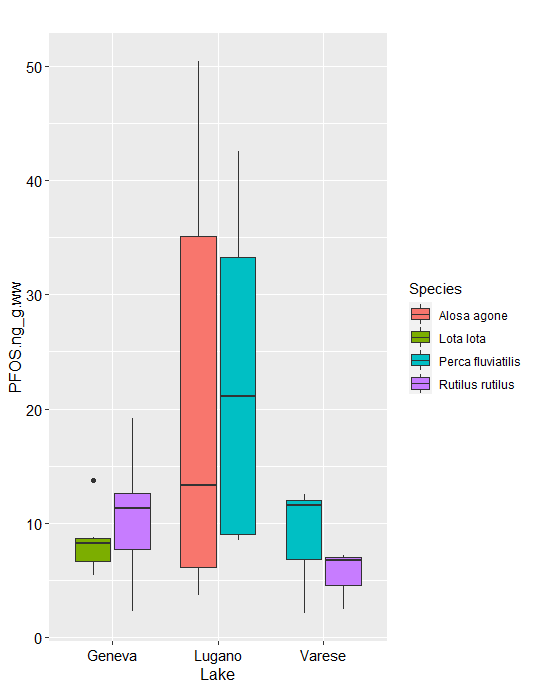 PFOS.ng_g.ww
50
40
30
20
10
0
Geneva
Lugano
Varese
Lake
Species
Alosa agone
Lota lota
Perca fluviatilis
Rutilus rutilus